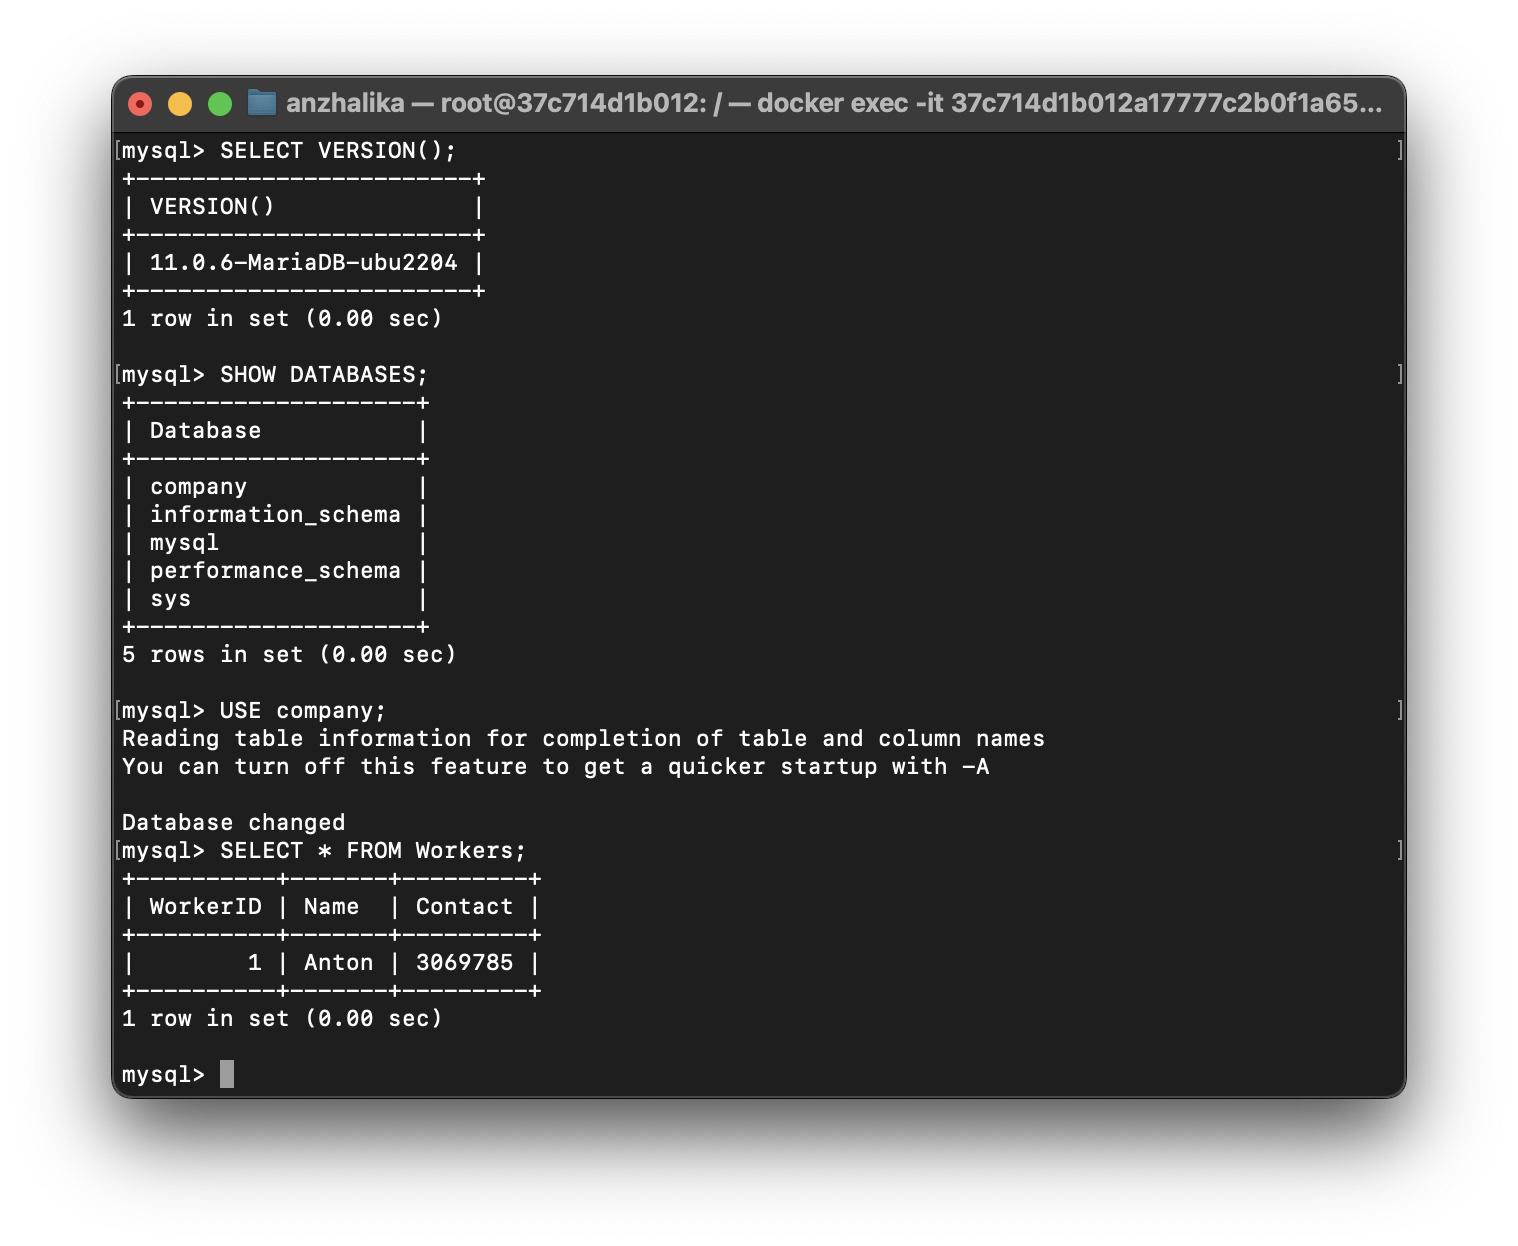 anzhalika — root@37c714d1b012: / — docker exec -it 37c714d1b012a17777c2b0f1a65...
[mysql> SELECT VERSION(); ]
+------------------------+
| VERSION()              |
+------------------------+
| 11.0.6-MariaDB-ubu2204 |
+------------------------+
1 row in set (0.00 sec)

[mysql> SHOW DATABASES; ]
+--------------------+
| Database           |
+--------------------+
| company            |
| information_schema |
| mysql              |
| performance_schema |
| sys                |
+--------------------+
5 rows in set (0.00 sec)

[mysql> USE company; ]
Reading table information for completion of table and column names
You can turn off this feature to get a quicker startup with -A

Database changed
[mysql> SELECT * FROM Workers; ]
+----------+-------+---------+
| WorkerID | Name  | Contact |
+----------+-------+---------+
|        1 | Anton | 3069785 |
+----------+-------+---------+
1 row in set (0.00 sec)

mysql>